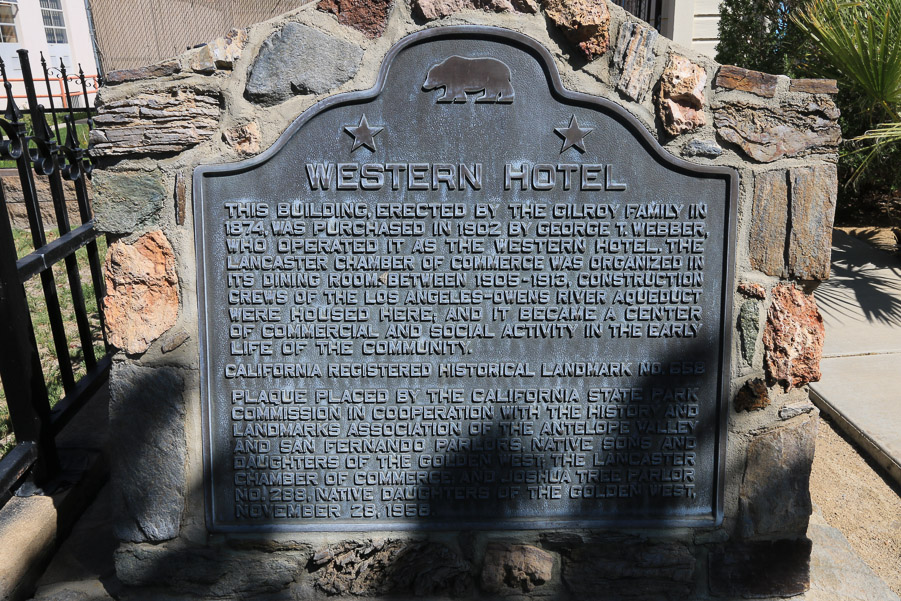 WESTERN HOTEL
THIS BUILDING, ERECTED BY THE GILROY FAMILY IN
1874, WAS PURCHASED IN 1902 BY GEORGE T. WEBBER,
WHO OPERATED IT AS THE WESTERN HOTEL. THE
LANCASTER CHAMBER OF COMMERCE WAS ORGANIZED IN
ITS DINING ROOM. BETWEEN 1905-1913, CONSTRUCTION
CREWS OF THE LOS ANGELES-OWENS RIVER AQUEDUCT
WERE HOUSED HERE, AND IT BECAME A CENTER
OF COMMERCIAL AND SOCIAL ACTIVITY IN THE EARLY
LIFE OF THE COMMUNITY.
CALIFORNIA REGISTERED HISTORICAL LANDMARK NO. 658
PLAQUE PLACED BY THE CALIFORNIA STATE PARK
COMMISSION IN COOPERATION WITH THE HISTORY AND
LANDMARKS ASSOCIATION OF THE ANTELOPE VALLEY
AND SAN FERNANDO PARLORS, NATIVE SONS AND
DAUGHTERS OF THE GOLDEN WEST, THE LANCASTER
CHAMBER OF COMMERCE, AND JOSHUA TREE PARLOR
NO. 288, NATIVE DAUGHTERS OF THE GOLDEN WEST,
NOVEMBER 28, 1958